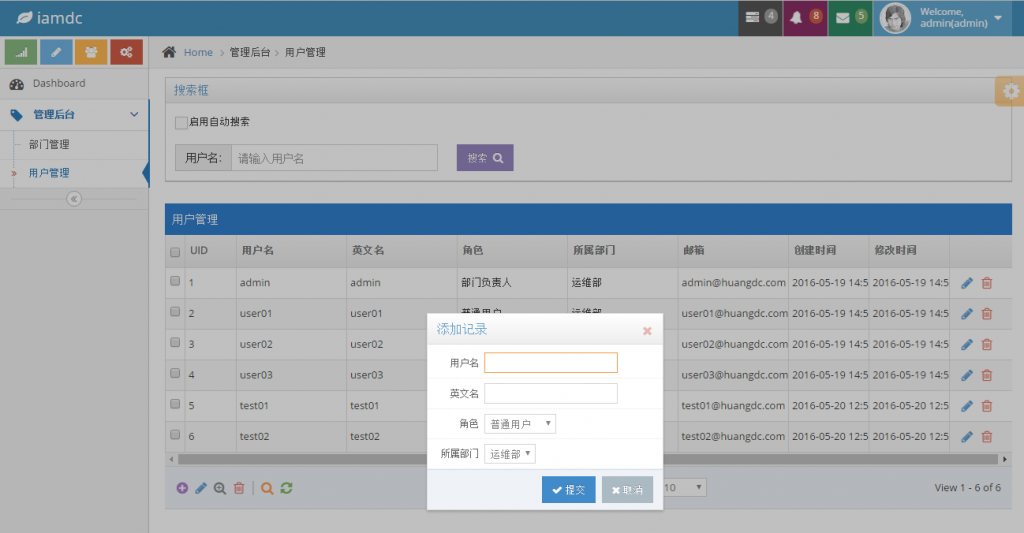 iamdc
4
8
5
Welcome,
admin(admin)
Home > 管理后台 > 用户管理
Dashboard
管理后台
部门管理
用户管理
搜索框
启用自动搜索
用户名: 请输入用户名 搜索
用户管理
UID 用户名 英文名 角色 所属部门 邮箱 创建时间 修改时间
1 admin admin 部门负责人 运维部 admin@huangdc.com 2016-05-19 14:5 2016-05-19 14:5
2 user01 user01 普通用户 运维部 user01@huangdc.com 2016-05-19 14:5 2016-05-19 14:5
3 user02 user02 user02@huangdc.com 2016-05-19 14:5 2016-05-19 14:5
4 user03 user03 user03@huangdc.com 2016-05-19 14:5 2016-05-19 14:5
5 test01 test01 test01@huangdc.com 2016-05-20 12:5 2016-05-20 12:5
6 test02 test02 test02@huangdc.com 2016-05-20 12:5 2016-05-20 12:5
添加记录
用户名
英文名
角色 普通用户
所属部门 运维部
提交 取消
10
View 1 - 6 of 6